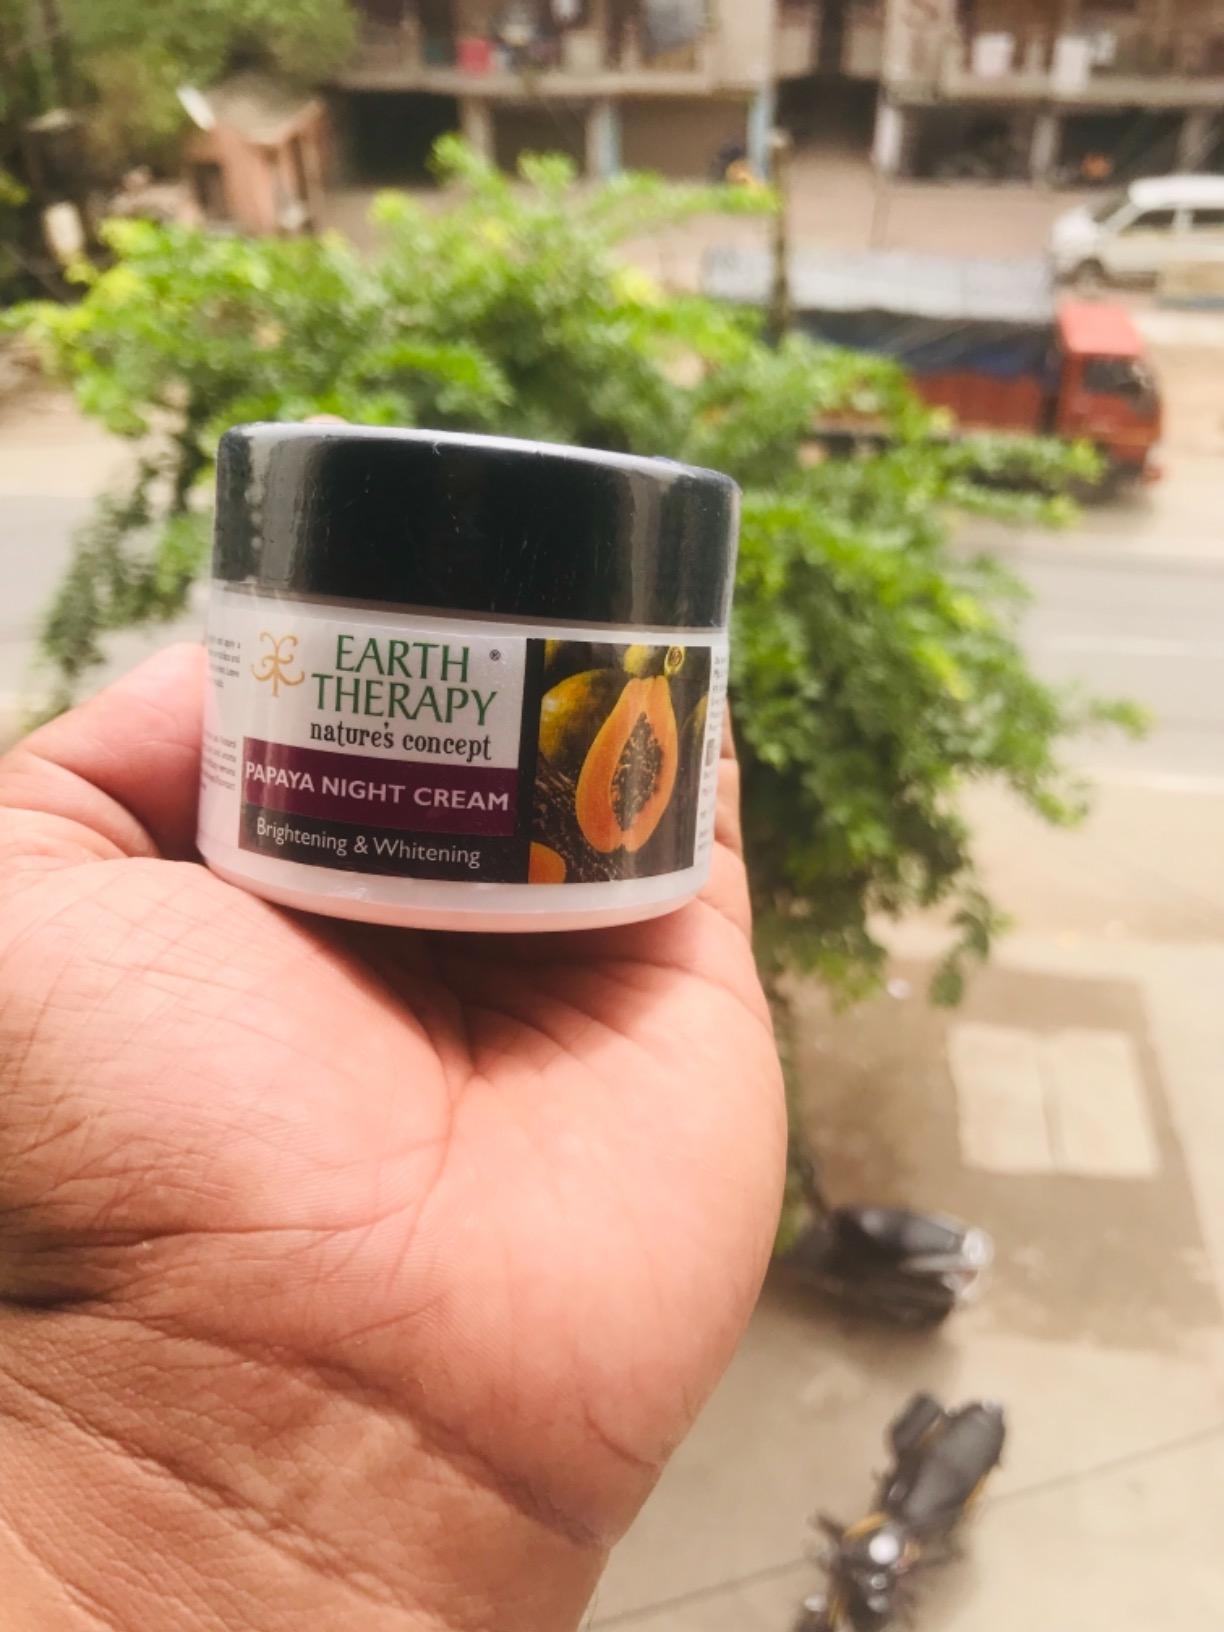 EARTH ®
THERAPY
nature's concept
PAPAYA NIGHT CREAM
Brightening & Whitening